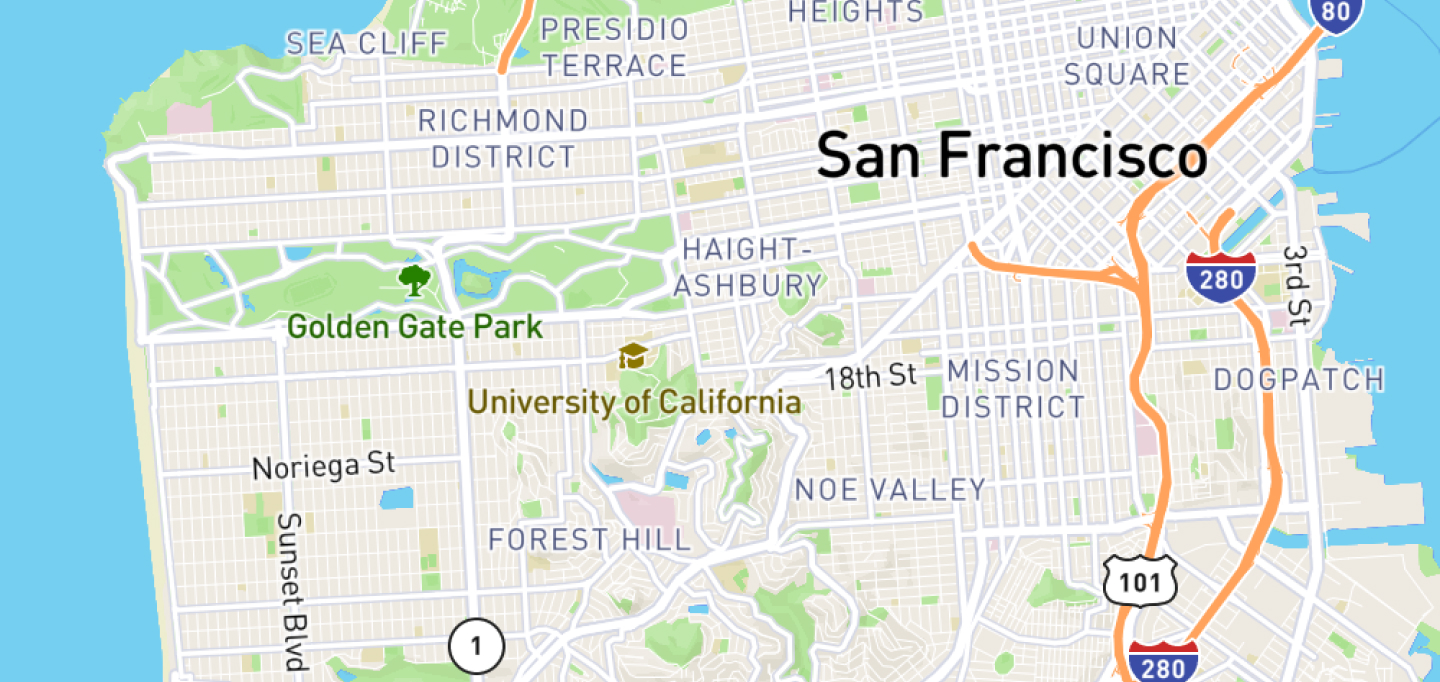 HEIGHTS
80
SEA CLIFF
PRESIDIO
TERRACE
UNION
SQUARE
RICHMOND
DISTRICT
San Francisco
HAIGHT-
ASHBURY
280
3rd St
Golden Gate Park
University of California
18th St
MISSION
DISTRICT
DOGPATCH
Noriega St
NOE VALLEY
Sunset Blvd
FOREST HILL
101
1
280